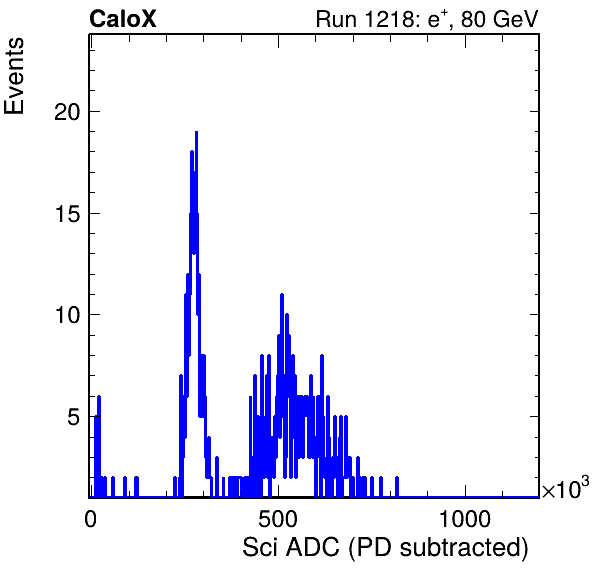 CaloX Run 1218: e⁺, 80 GeV
Events
20
15
10
5
0 500 1000 ×10³
Sci ADC (PD subtracted)